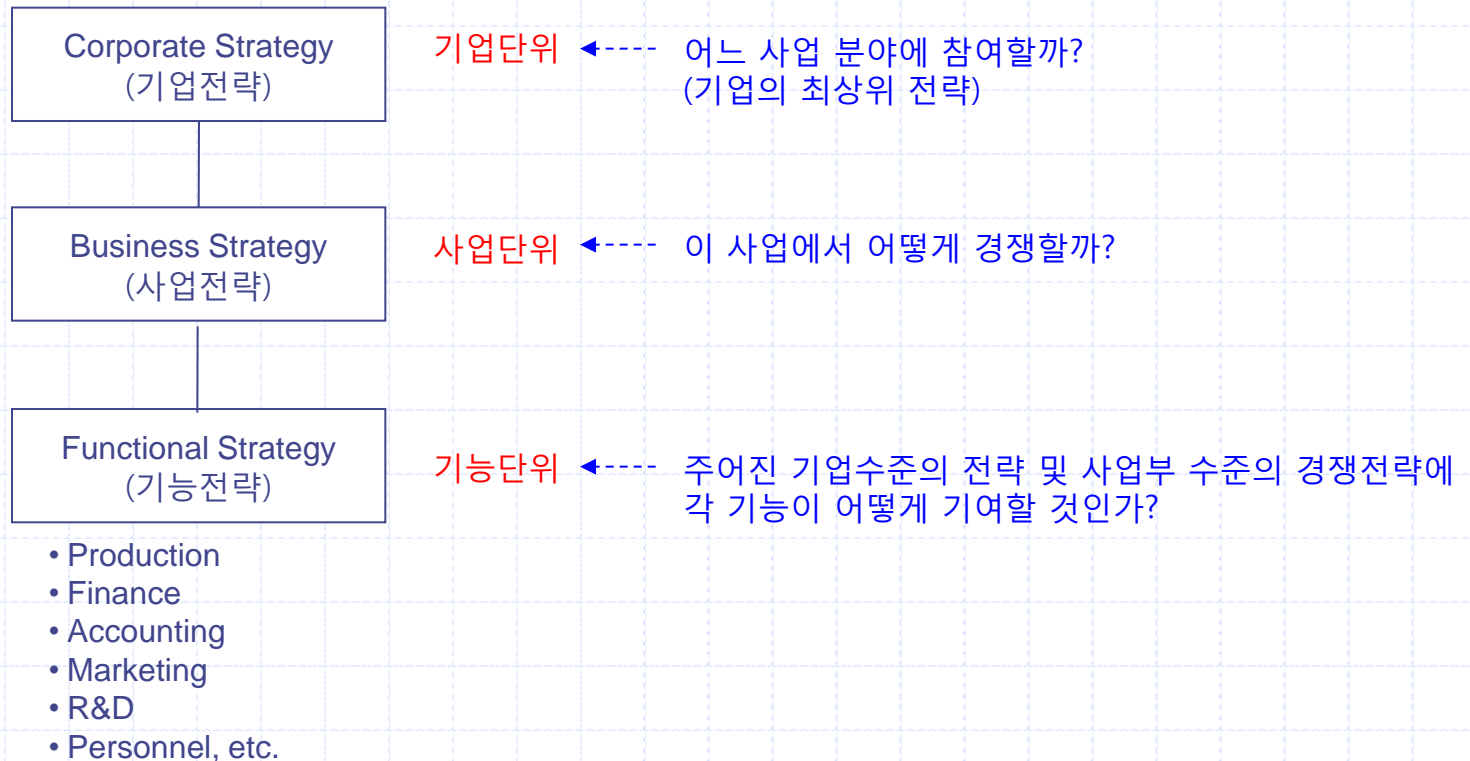 Corporate Strategy
(기업전략)
기업단위
어느 사업 분야에 참여할까?
(기업의 최상위 전략)
Business Strategy
(사업전략)
사업단위
이 사업에서 어떻게 경쟁할까?
Functional Strategy
(기능전략)
기능단위
주어진 기업수준의 전략 및 사업부 수준의 경쟁전략에
각 기능이 어떻게 기여할 것인가?
• Production
• Finance
• Accounting
• Marketing
• R&D
• Personnel, etc.